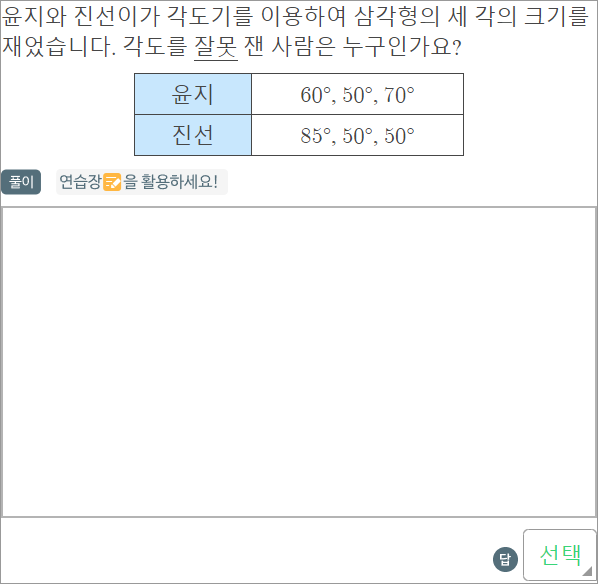 윤지와 진선이가 각도기를 이용하여 삼각형의 세 각의 크기를
재었습니다. 각도를 잘못 잰 사람은 누구인가요?
윤지 60°, 50°, 70°
진선 85°, 50°, 50°
풀이 연습장을 활용하세요!
답 선택